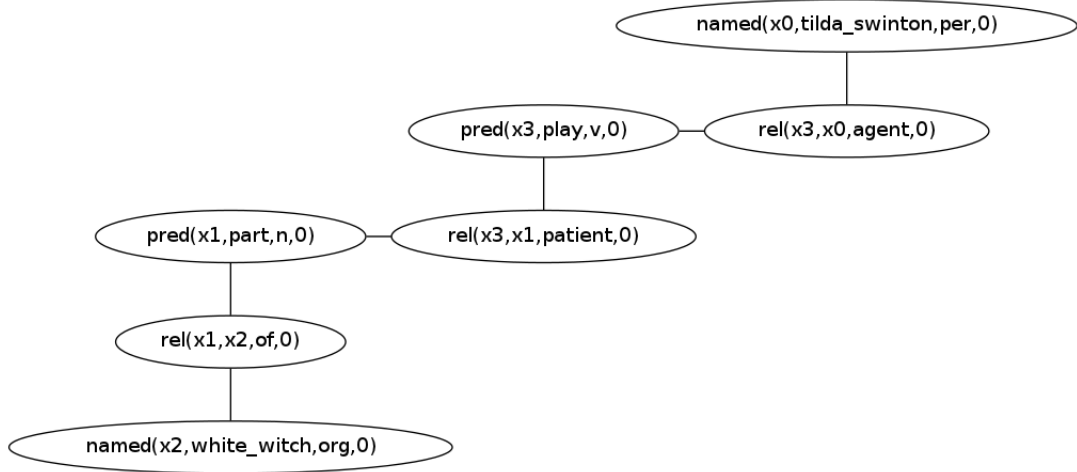 named(x0,tilda_swinton,per,0)
pred(x3,play,v,0)
rel(x3,x0,agent,0)
pred(x1,part,n,0)
rel(x3,x1,patient,0)
rel(x1,x2,of,0)
named(x2,white_witch,org,0)